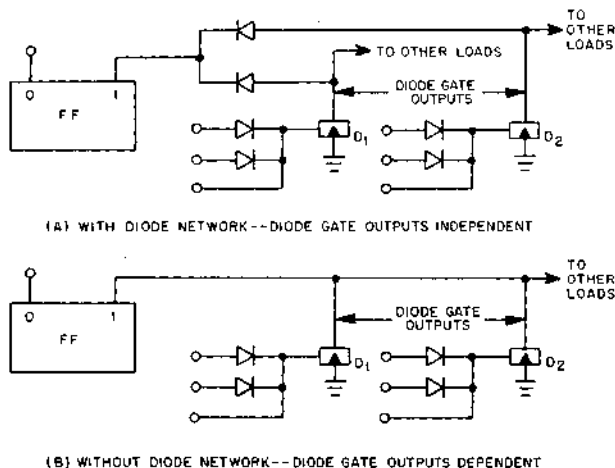 TO
OTHER
LOADS
TO OTHER LOADS
0 1
FF
DIODE GATE
OUTPUTS
D1
D2
(A) WITH DIODE NETWORK--DIODE GATE OUTPUTS INDEPENDENT
TO
OTHER
LOADS
0 1
FF
DIODE GATE
OUTPUTS
D1
D2
(B) WITHOUT DIODE NETWORK--DIODE GATE OUTPUTS DEPENDENT